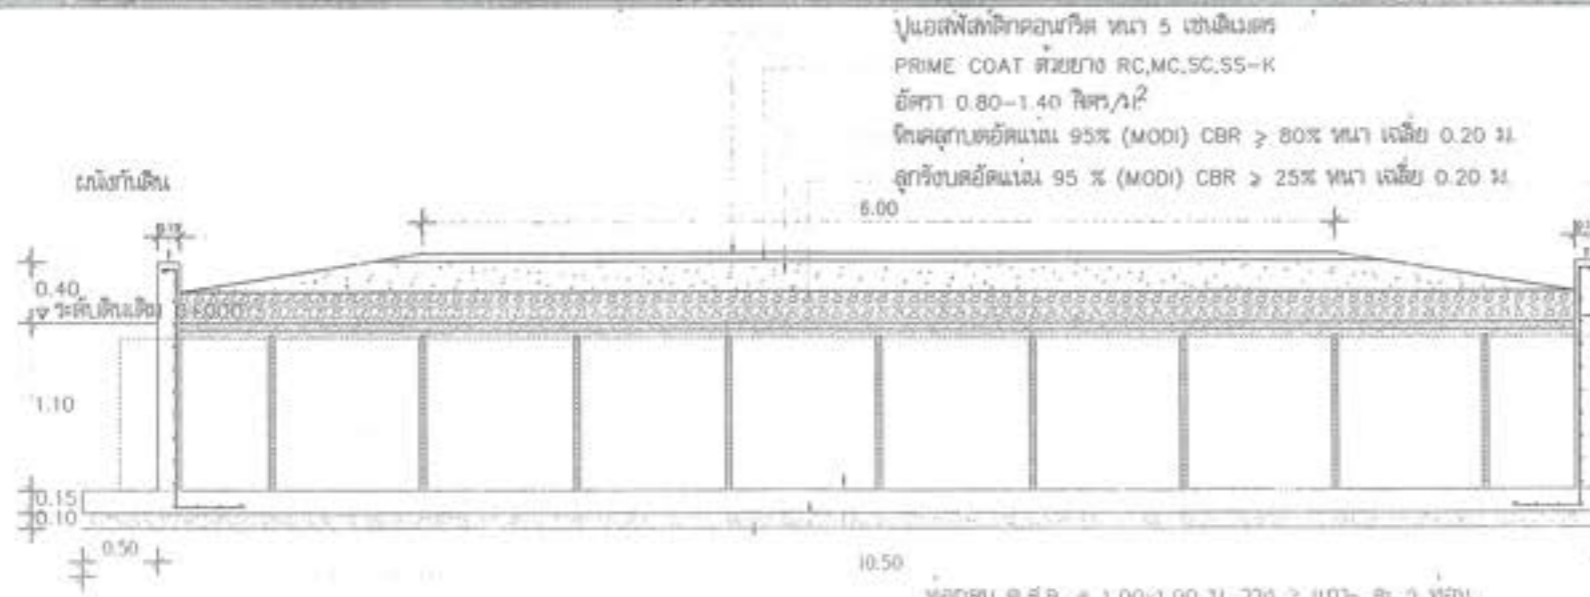 ปูแอสฟัลท์ติกคอนกรีต หนา 5 เซนติเมตร
PRIME COAT ด้วยยาง RC,MC,SC,SS-K
อัตรา 0.80-1.40 ลิตร/ม.2
หินคลุกบดอัดแน่น 95% (MODI) CBR ≥ 80% หนา เฉลี่ย 0.20 ม.
ลูกรังบดอัดแน่น 95 % (MODI) CBR ≥ 25% หนา เฉลี่ย 0.20 ม.
ผนังกันดิน
6.00
0.40
ระดับดินเดิม 0+000
1.10
0.15
0.10
0.50
10.50